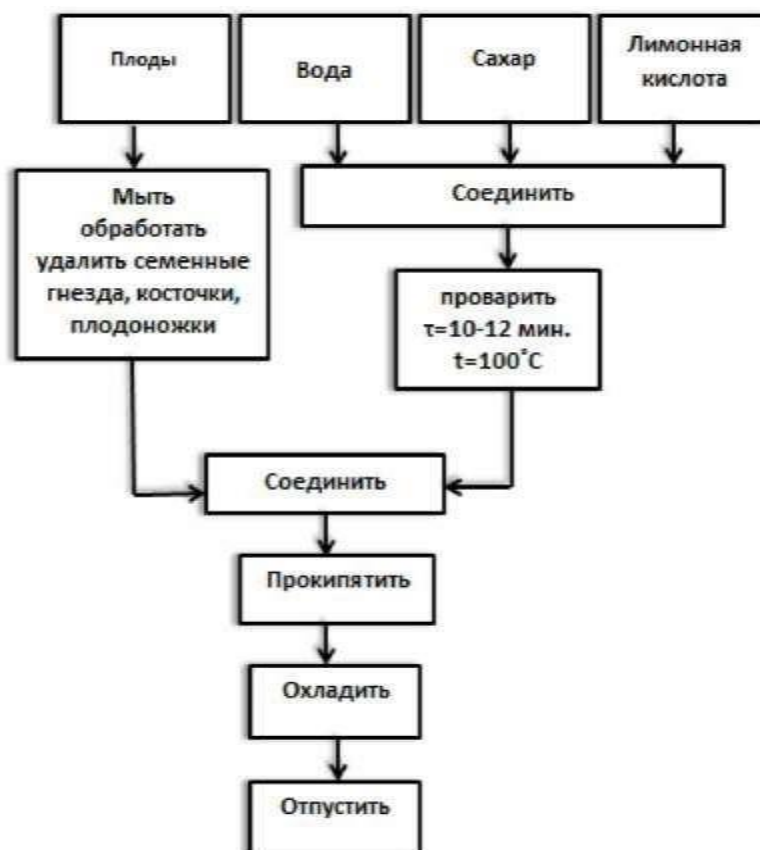 Плоды
Вода
Сахар
Лимонная
кислота
Мыть
обработать
удалить семенные
гнезда, косточки,
плодоножки
Соединить
проварить
τ=10-12 мин.
t=100˚С
Соединить
Прокипятить
Охладить
Отпустить